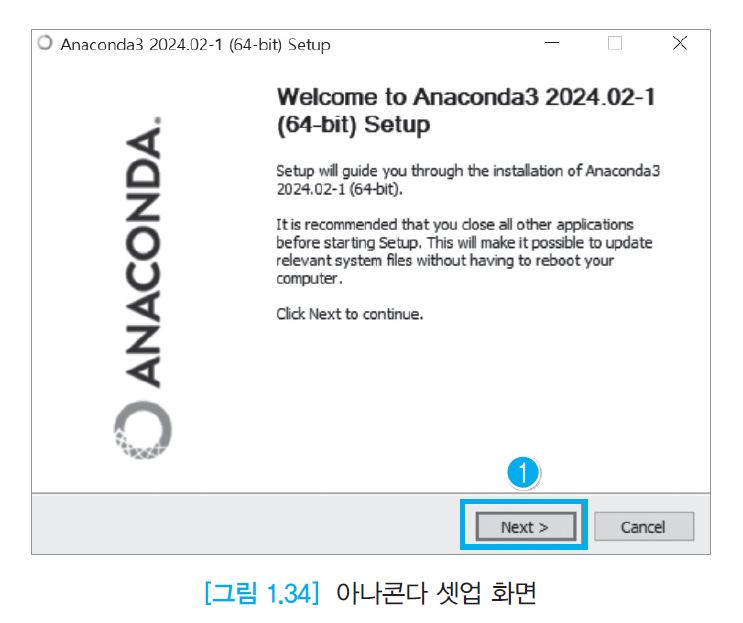 Anaconda3 2024.02-1 (64-bit) Setup
Welcome to Anaconda3 2024.02-1
(64-bit) Setup
ANACONDA.
Setup will guide you through the installation of Anaconda3
2024.02-1 (64-bit).
It is recommended that you close all other applications
before starting Setup. This will make it possible to update
relevant system files without having to reboot your
computer.
Click Next to continue.
1
Next >
Cancel
[그림 1.34] 아나콘다 셋업 화면